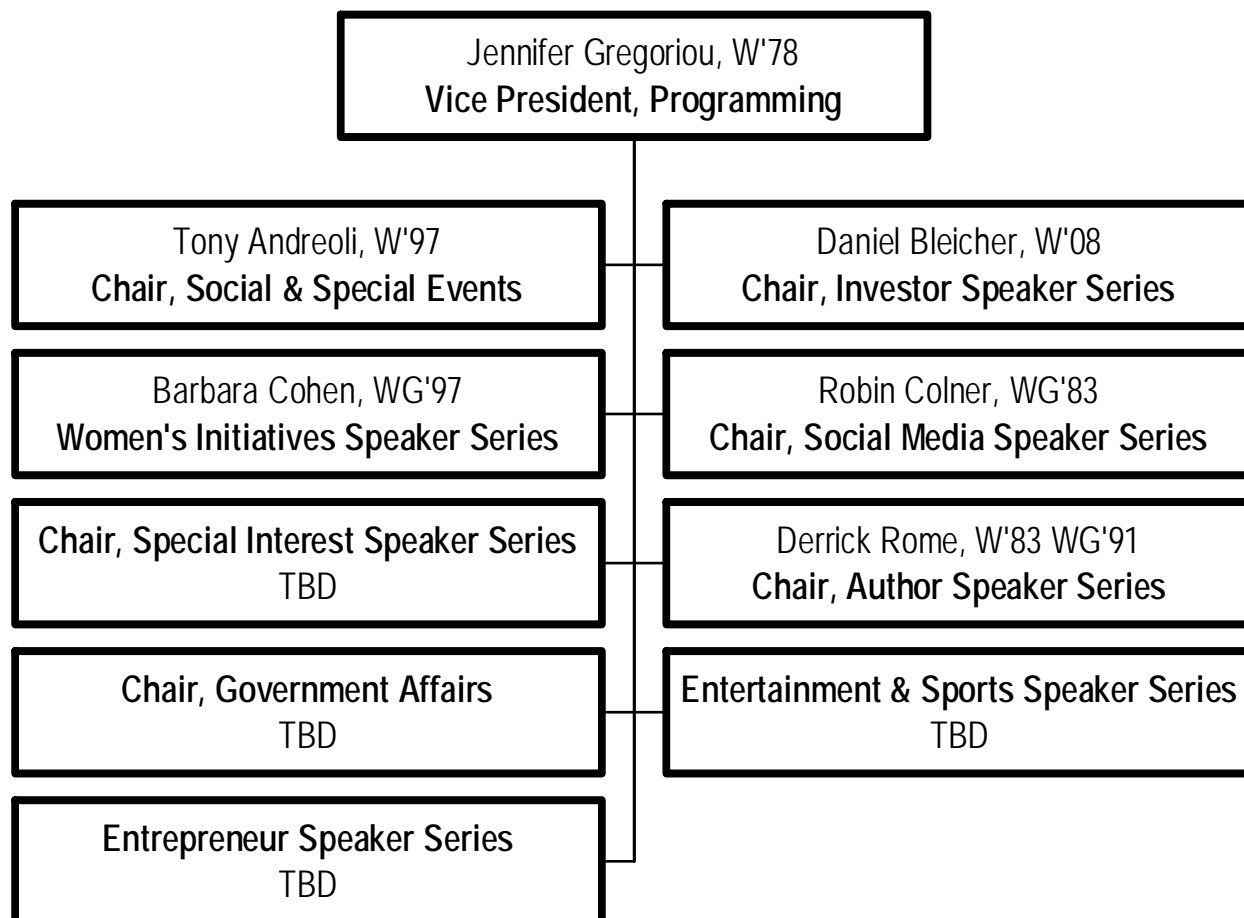 Jennifer Gregoriou, W'78
Vice President, Programming
Tony Andreoli, W'97
Chair, Social & Special Events
Daniel Bleicher, W'08
Chair, Investor Speaker Series
Barbara Cohen, WG'97
Women's Initiatives Speaker Series
Robin Colner, WG'83
Chair, Social Media Speaker Series
Chair, Special Interest Speaker Series
TBD
Derrick Rome, W'83 WG'91
Chair, Author Speaker Series
Chair, Government Affairs
TBD
Entertainment & Sports Speaker Series
TBD
Entrepreneur Speaker Series
TBD